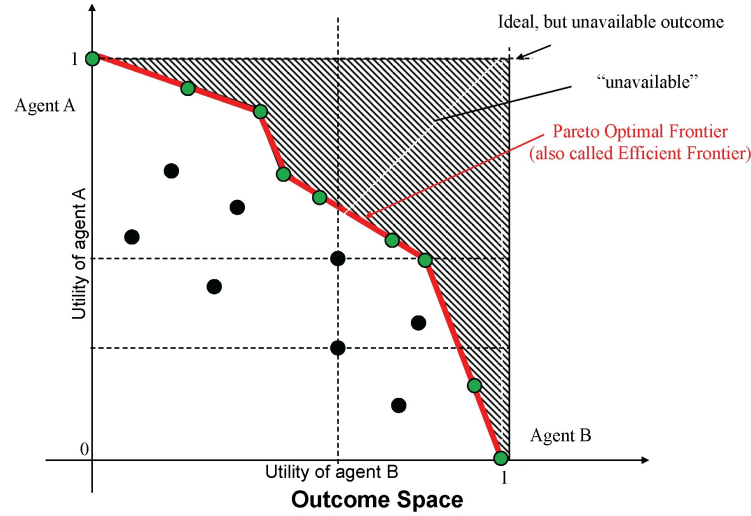 Ideal, but unavailable outcome
1
“unavailable”
Agent A
Pareto Optimal Frontier
(also called Efficient Frontier)
Utility of agent A
0
Agent B
Utility of agent B
1
Outcome Space